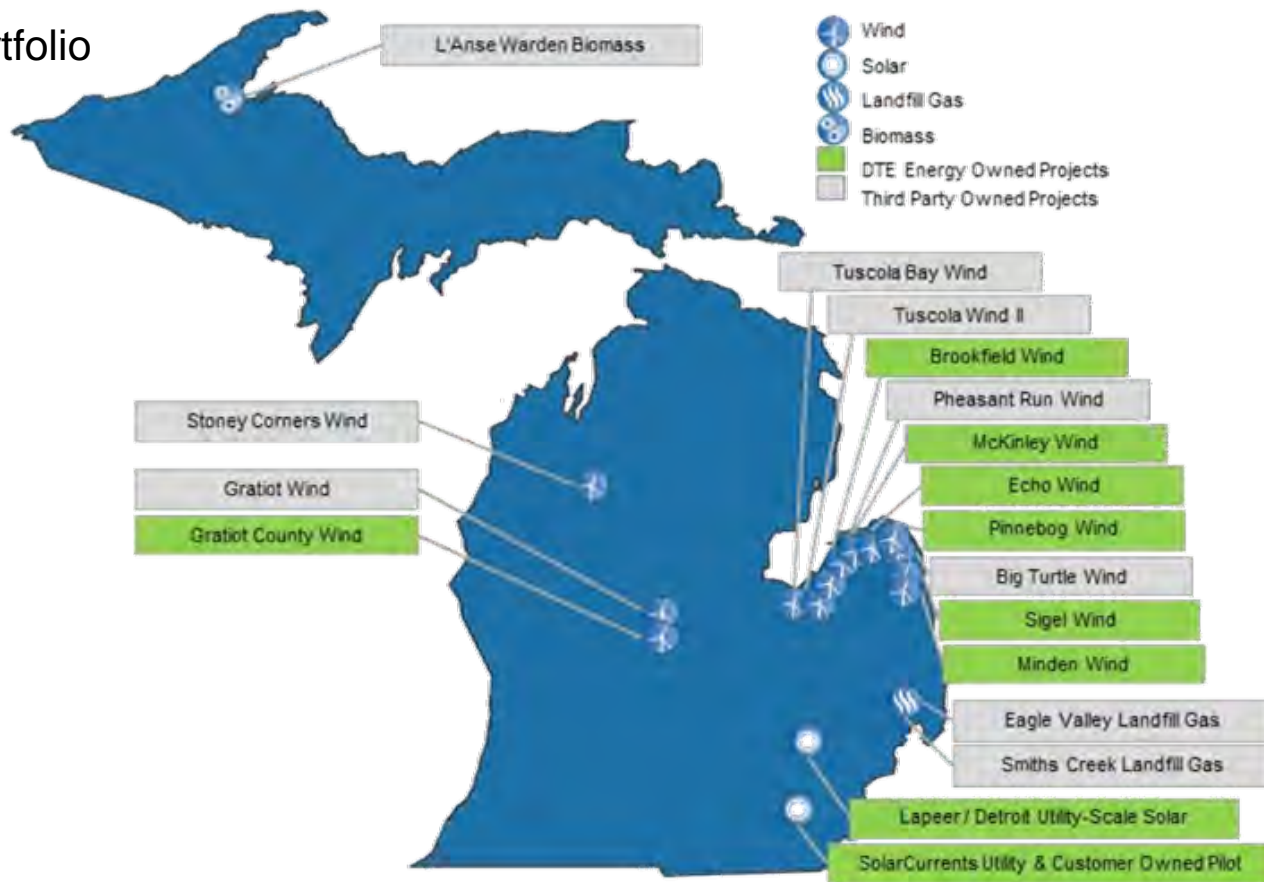 tfolio
L'Anse Warden Biomass
Wind
Solar
Landfill Gas
Biomass
DTE Energy Owned Projects
Third Party Owned Projects
Tuscola Bay Wind
Tuscola Wind II
Brookfield Wind
Pheasant Run Wind
McKinley Wind
Echo Wind
Pinnebog Wind
Big Turtle Wind
Sigel Wind
Minden Wind
Stoney Corners Wind
Gratiot Wind
Gratiot County Wind
Eagle Valley Landfill Gas
Smiths Creek Landfill Gas
Lapeer / Detroit Utility-Scale Solar
SolarCurrents Utility & Customer Owned Pilot